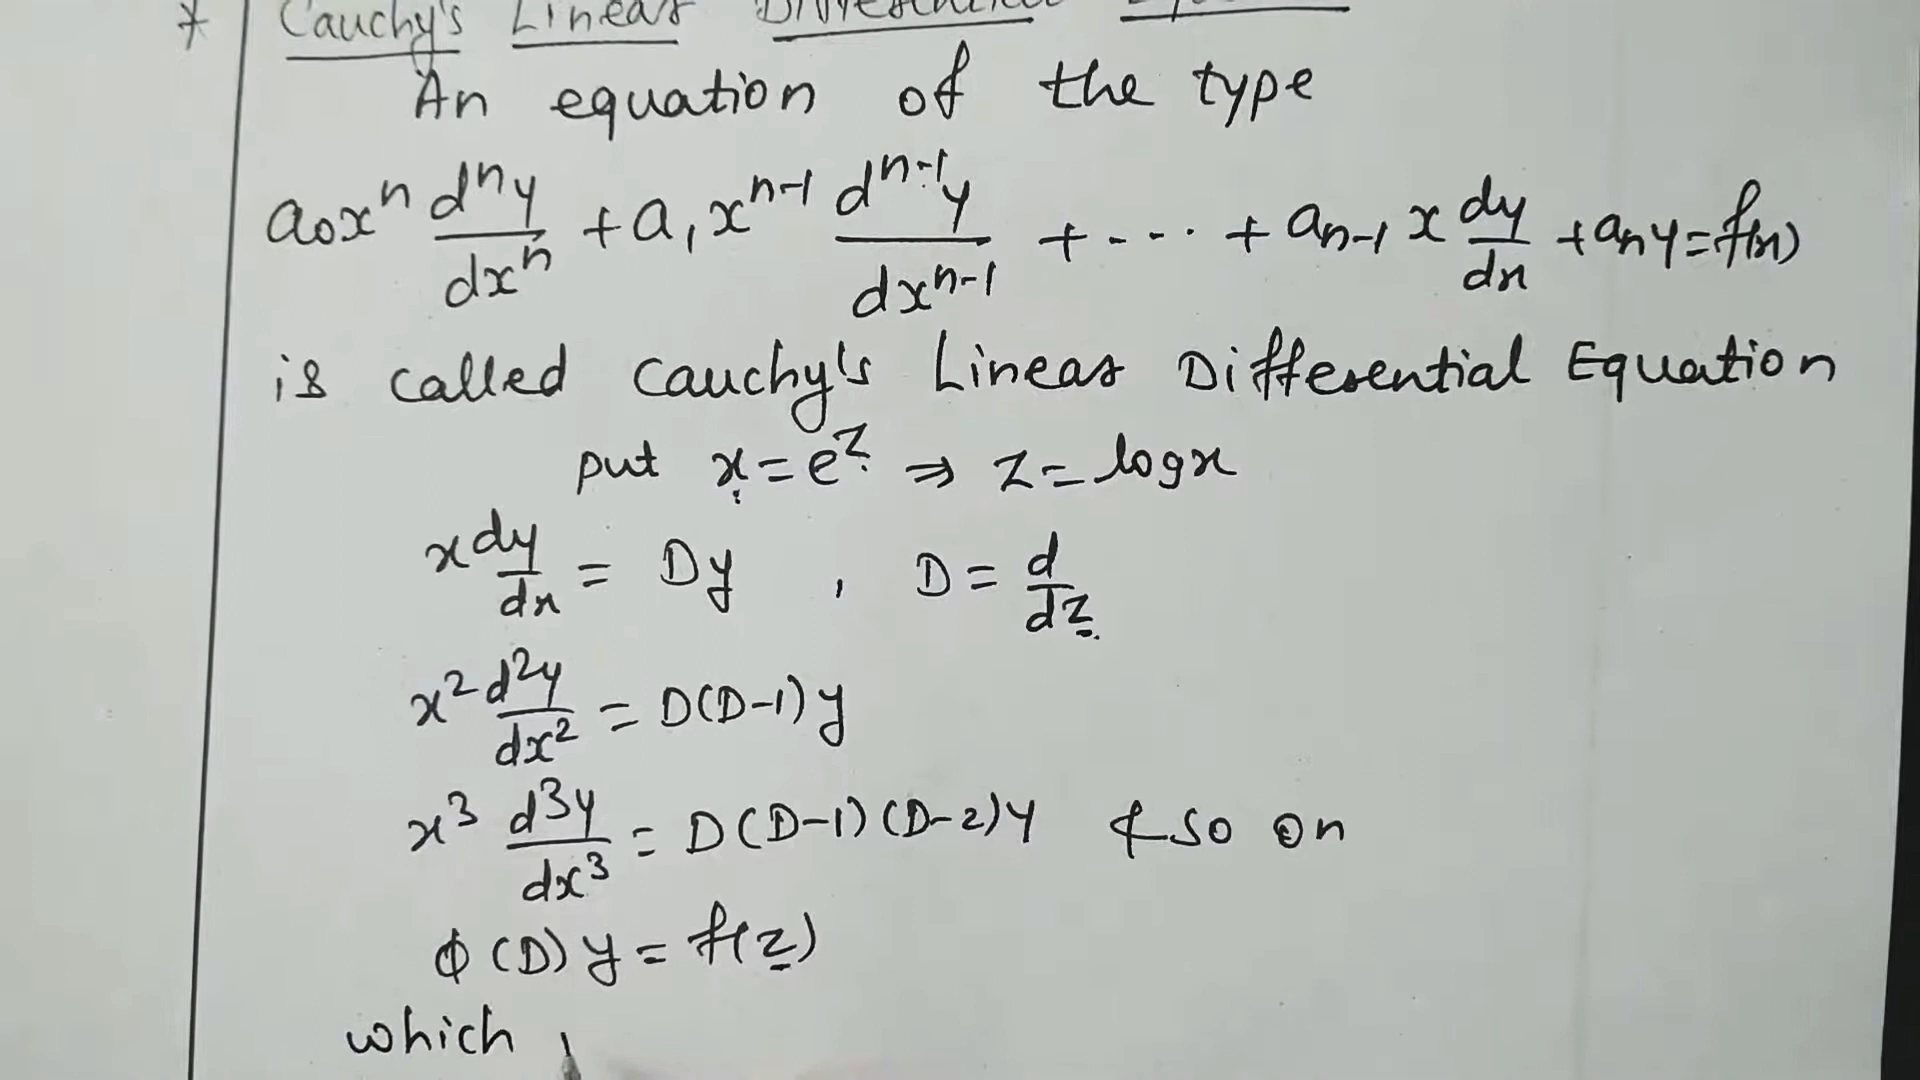 Cauchy's Linear Differential
An equation of the type
a₀xⁿ dⁿy/dxⁿ + a₁xⁿ⁻¹ dⁿ⁻¹y/dxⁿ⁻¹ + - - - - + aₙ₋₁ x dy/dx + aₙy = f(x)
is called Cauchy's Linear Differential Equation
put x = e^z ⇒ z = log x
x dy/dx = Dy , D = d/dz
x² d²y/dx² = D(D-1)y
x³ d³y/dx³ = D(D-1)(D-2)y & so on
ϕ(D)y = f(z)
which